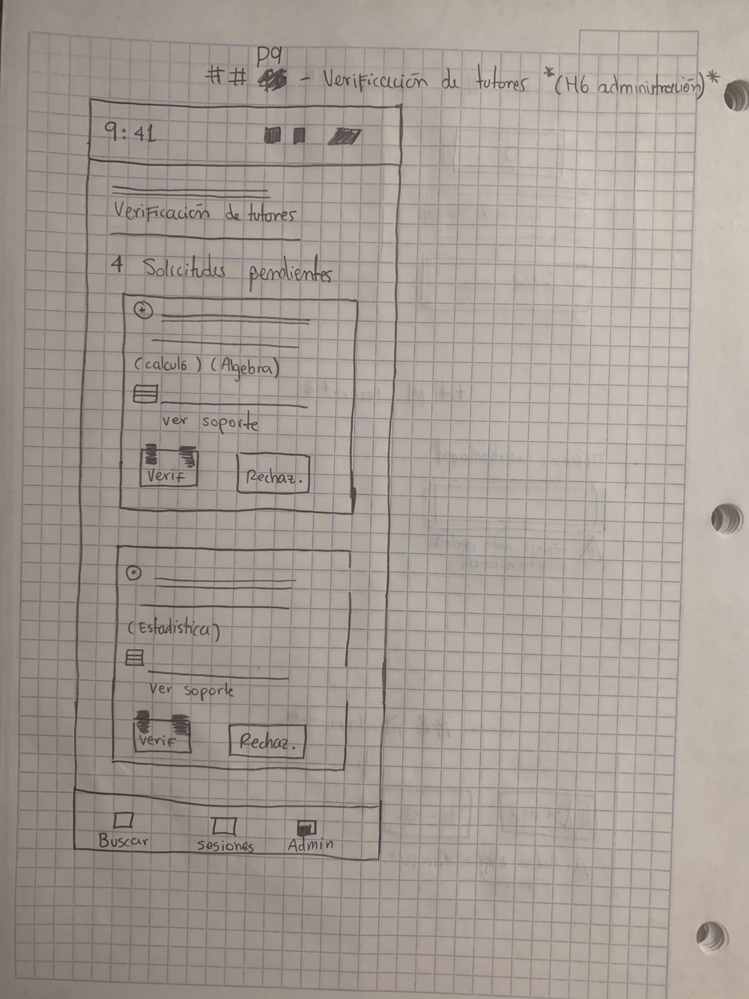 P9
## - Verificación de tutores *(H6 administración)*
9:41
Verificación de tutores
4 Solicitudes pendientes
(calculo) (Algebra)
ver soporte
Verif Rechaz.
(Estadística)
ver soporte
Verif Rechaz.
Buscar sesiones Admin